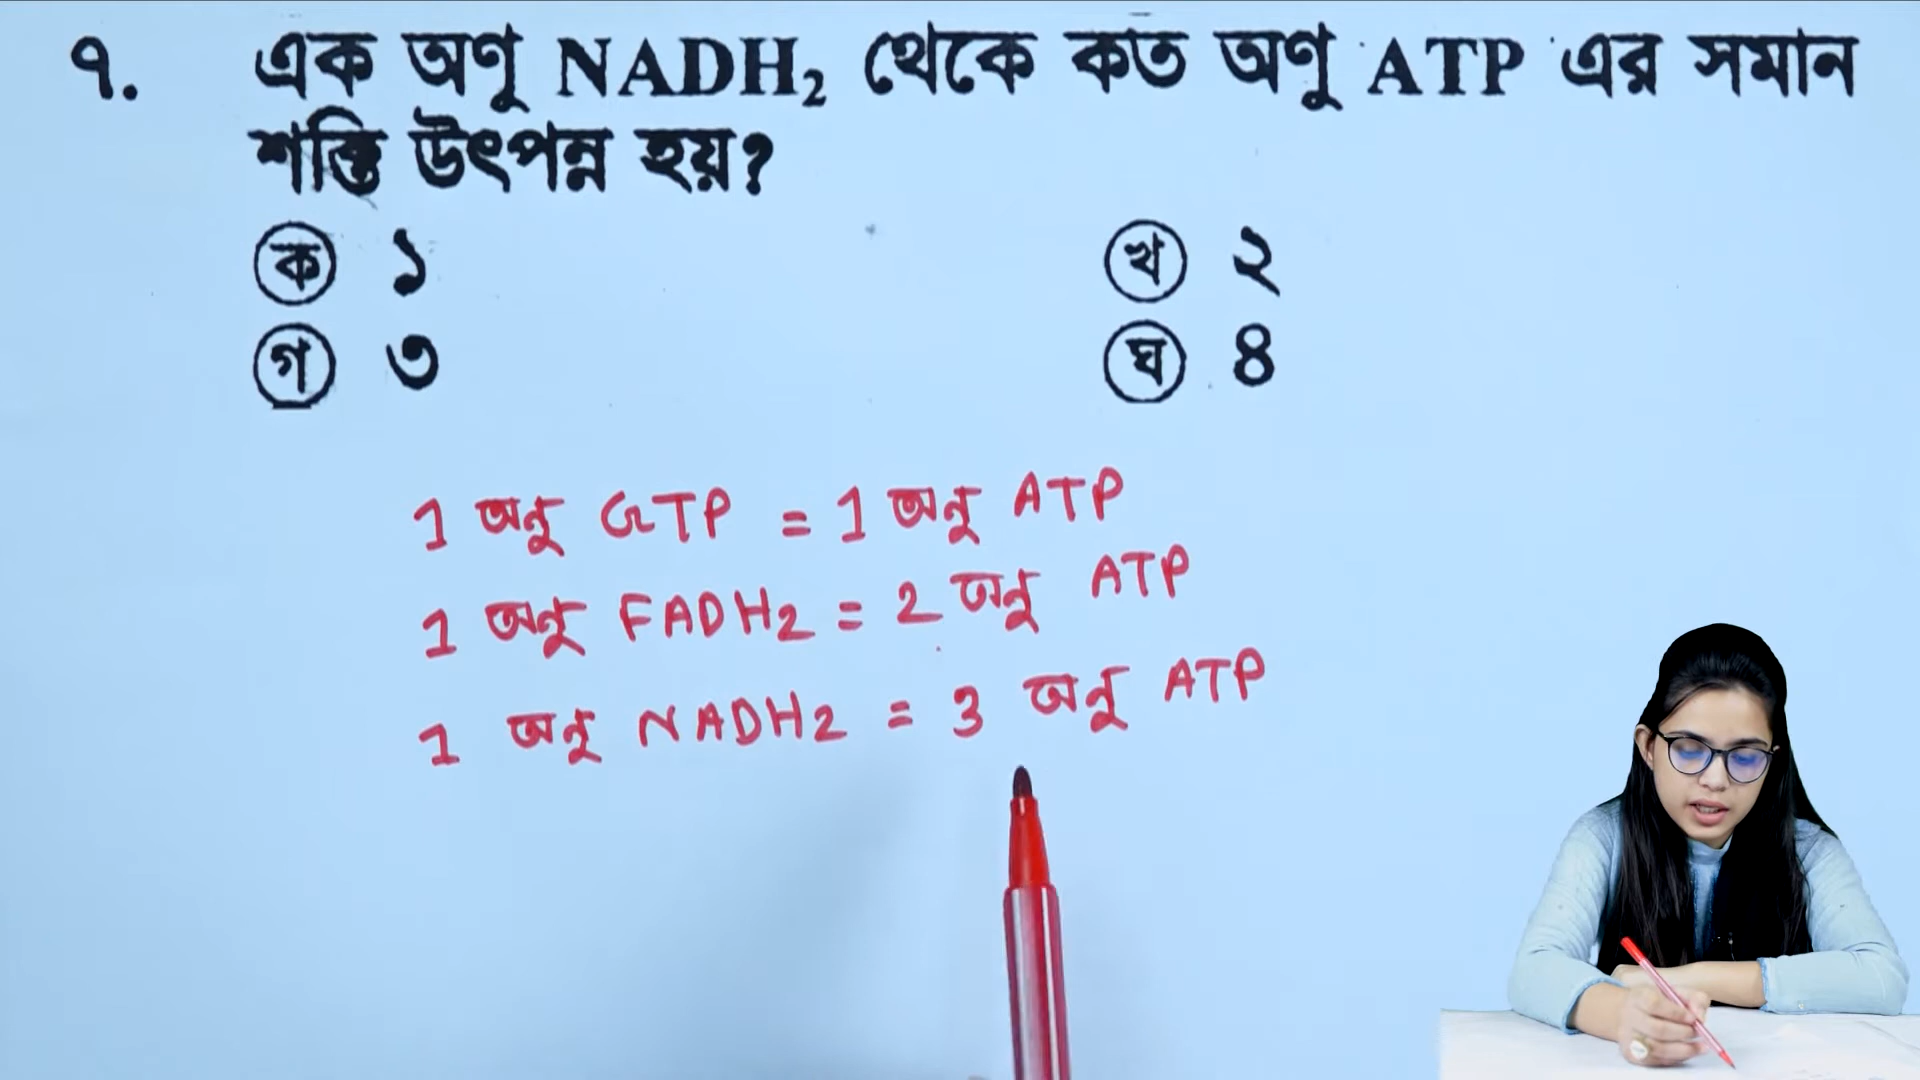 ৭. এক অণু NADH₂ থেকে কত অণু ATP এর সমান
শক্তি উৎপন্ন হয়?
ক ১ খ ২
গ ৩ ঘ ৪
1 অনু GTP = 1 অনু ATP
1 অনু FADH2 = 2 অনু ATP
1 অনু NADH2 = 3 অনু ATP